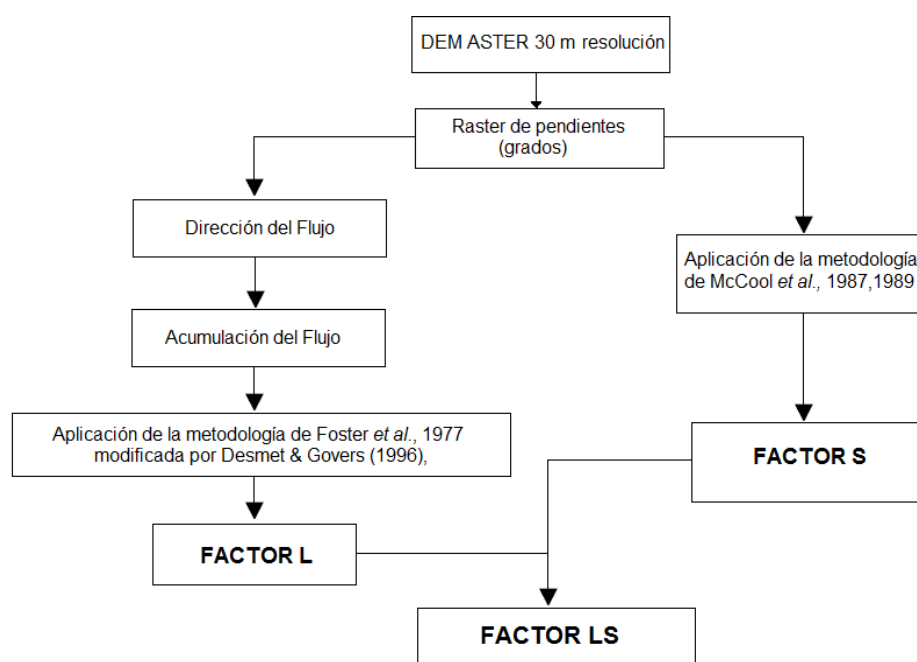 DEM ASTER 30 m resolución
Raster de pendientes
(grados)
Dirección del Flujo
Aplicación de la metodología
de McCool et al., 1987,1989
Acumulación del Flujo
Aplicación de la metodología de Foster et al., 1977
modificada por Desmet & Govers (1996),
FACTOR S
FACTOR L
FACTOR LS